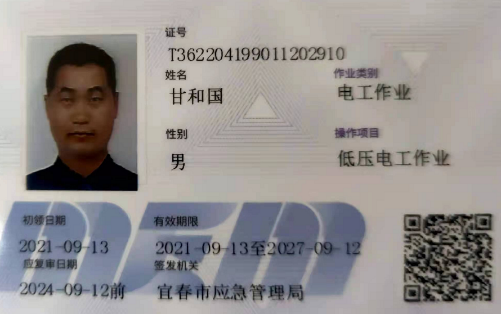 证号
T362204199011202910
姓名
作业类别
甘和国
电工作业
性别
操作项目
男
低压电工作业
初领日期
有效期限
2021-09-13
2021-09-13至2027-09-12
应复审日期
签发机关
2024-09-12前
宜春市应急管理局